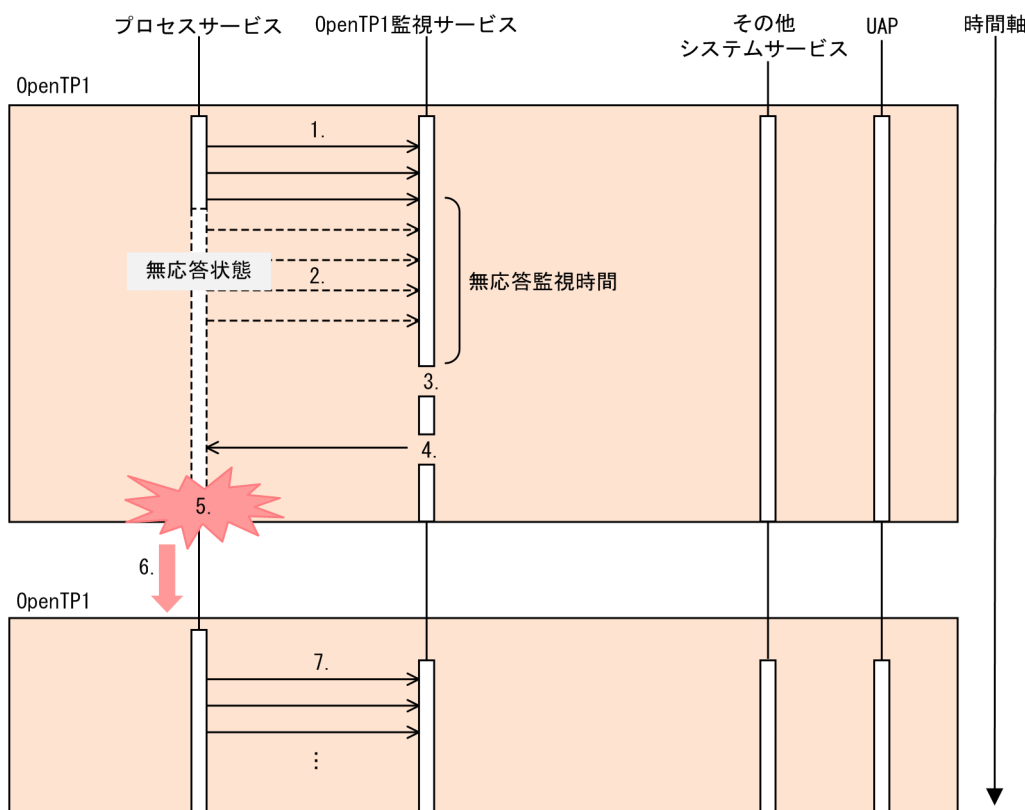 プロセスサービス
OpenTP1監視サービス
その他
システムサービス
UAP
時間軸
OpenTP1
1.
無応答状態
2.
無応答監視時間
3.
4.
5.
6.
OpenTP1
7.
⋮